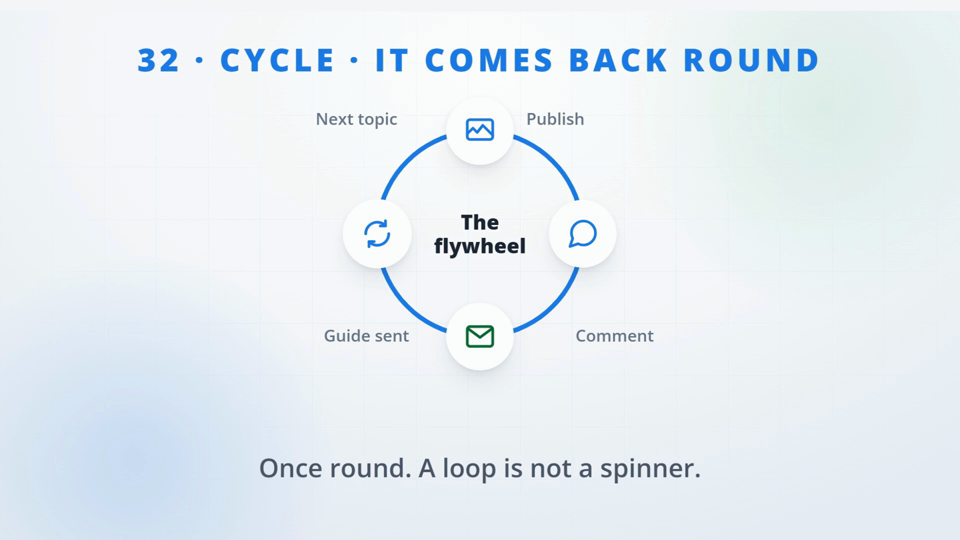 32 · CYCLE · IT COMES BACK ROUND
Next topic
Publish
The
flywheel
Guide sent
Comment
Once round. A loop is not a spinner.